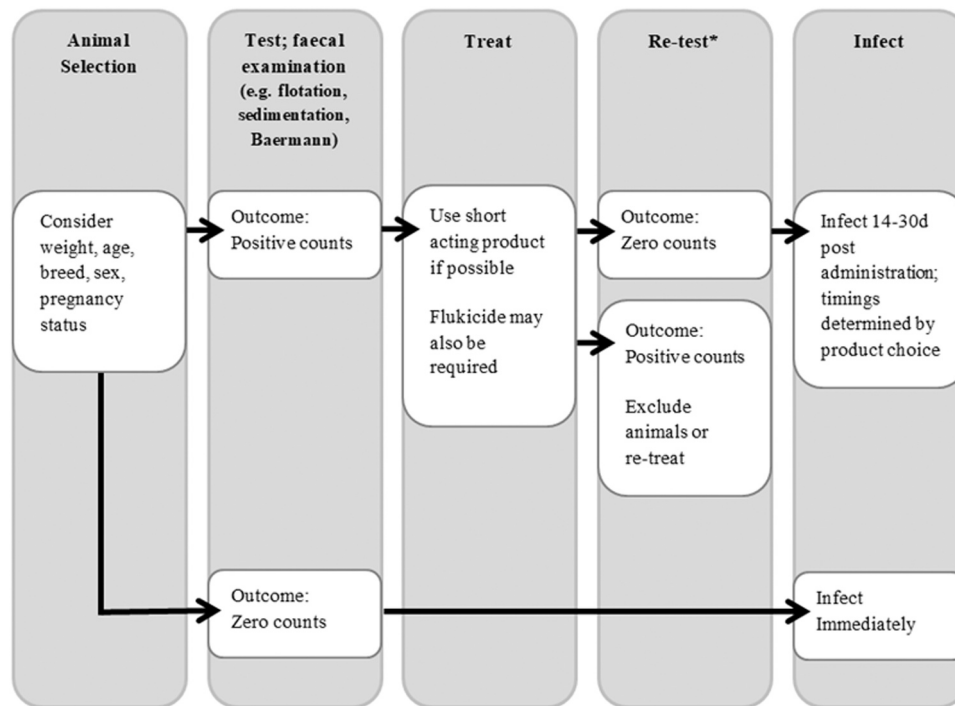 Animal
Selection
Test; faecal
examination
(e.g. flotation,
sedimentation,
Baermann)
Treat
Re-test*
Infect
Consider
weight, age,
breed, sex,
pregnancy
status
Outcome:
Positive counts
Use short
acting product
if possible
Flukicide may
also be
required
Outcome:
Zero counts
Outcome:
Positive counts
Exclude
animals or
re-treat
Infect 14-30d
post
administration;
timings
determined by
product choice
Outcome:
Zero counts
Infect
Immediately